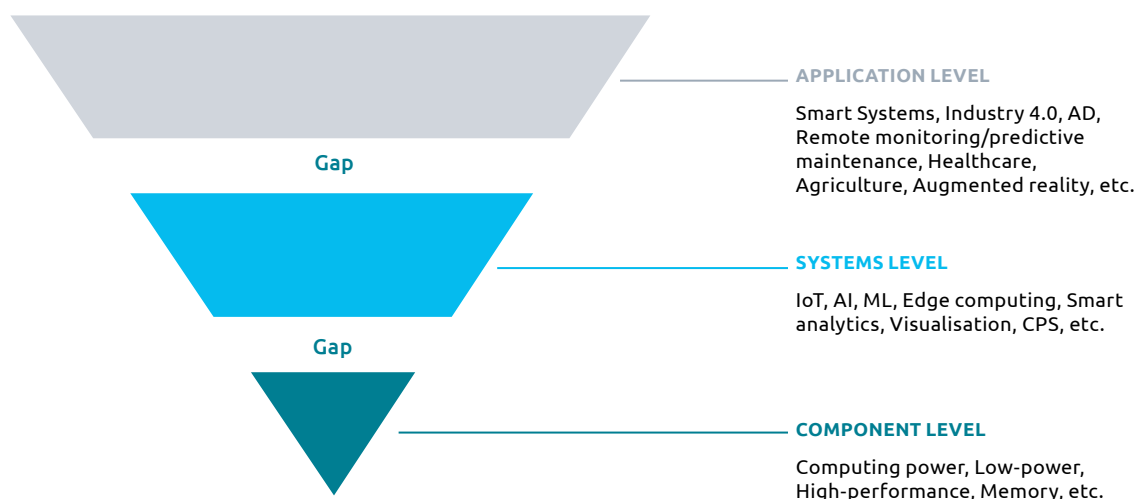 APPLICATION LEVEL
Smart Systems, Industry 4.0, AD,
Remote monitoring/predictive
maintenance, Healthcare,
Agriculture, Augmented reality, etc.
Gap
SYSTEMS LEVEL
IoT, AI, ML, Edge computing, Smart
analytics, Visualisation, CPS, etc.
Gap
COMPONENT LEVEL
Computing power, Low-power,
High-performance, Memory, etc.